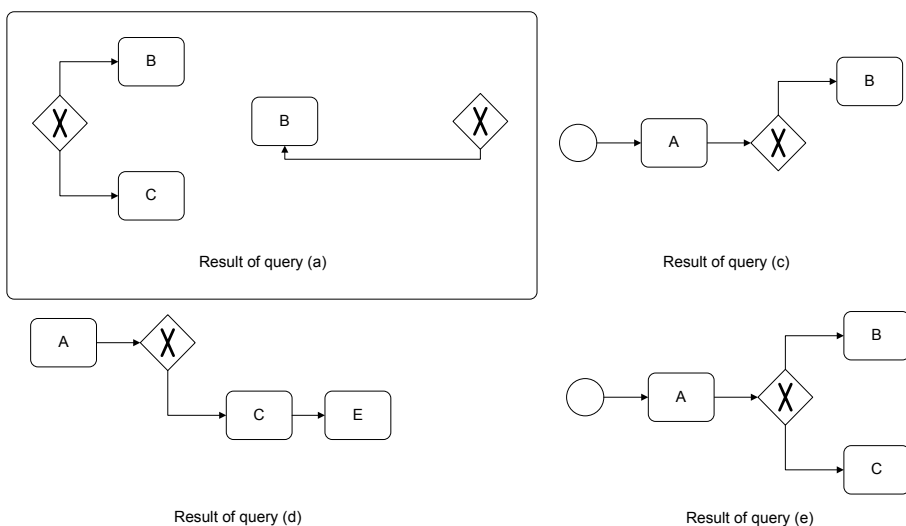 B
B
B
A
C
Result of query (a)
Result of query (c)
A
B
A
C
E
C
Result of query (d)
Result of query (e)